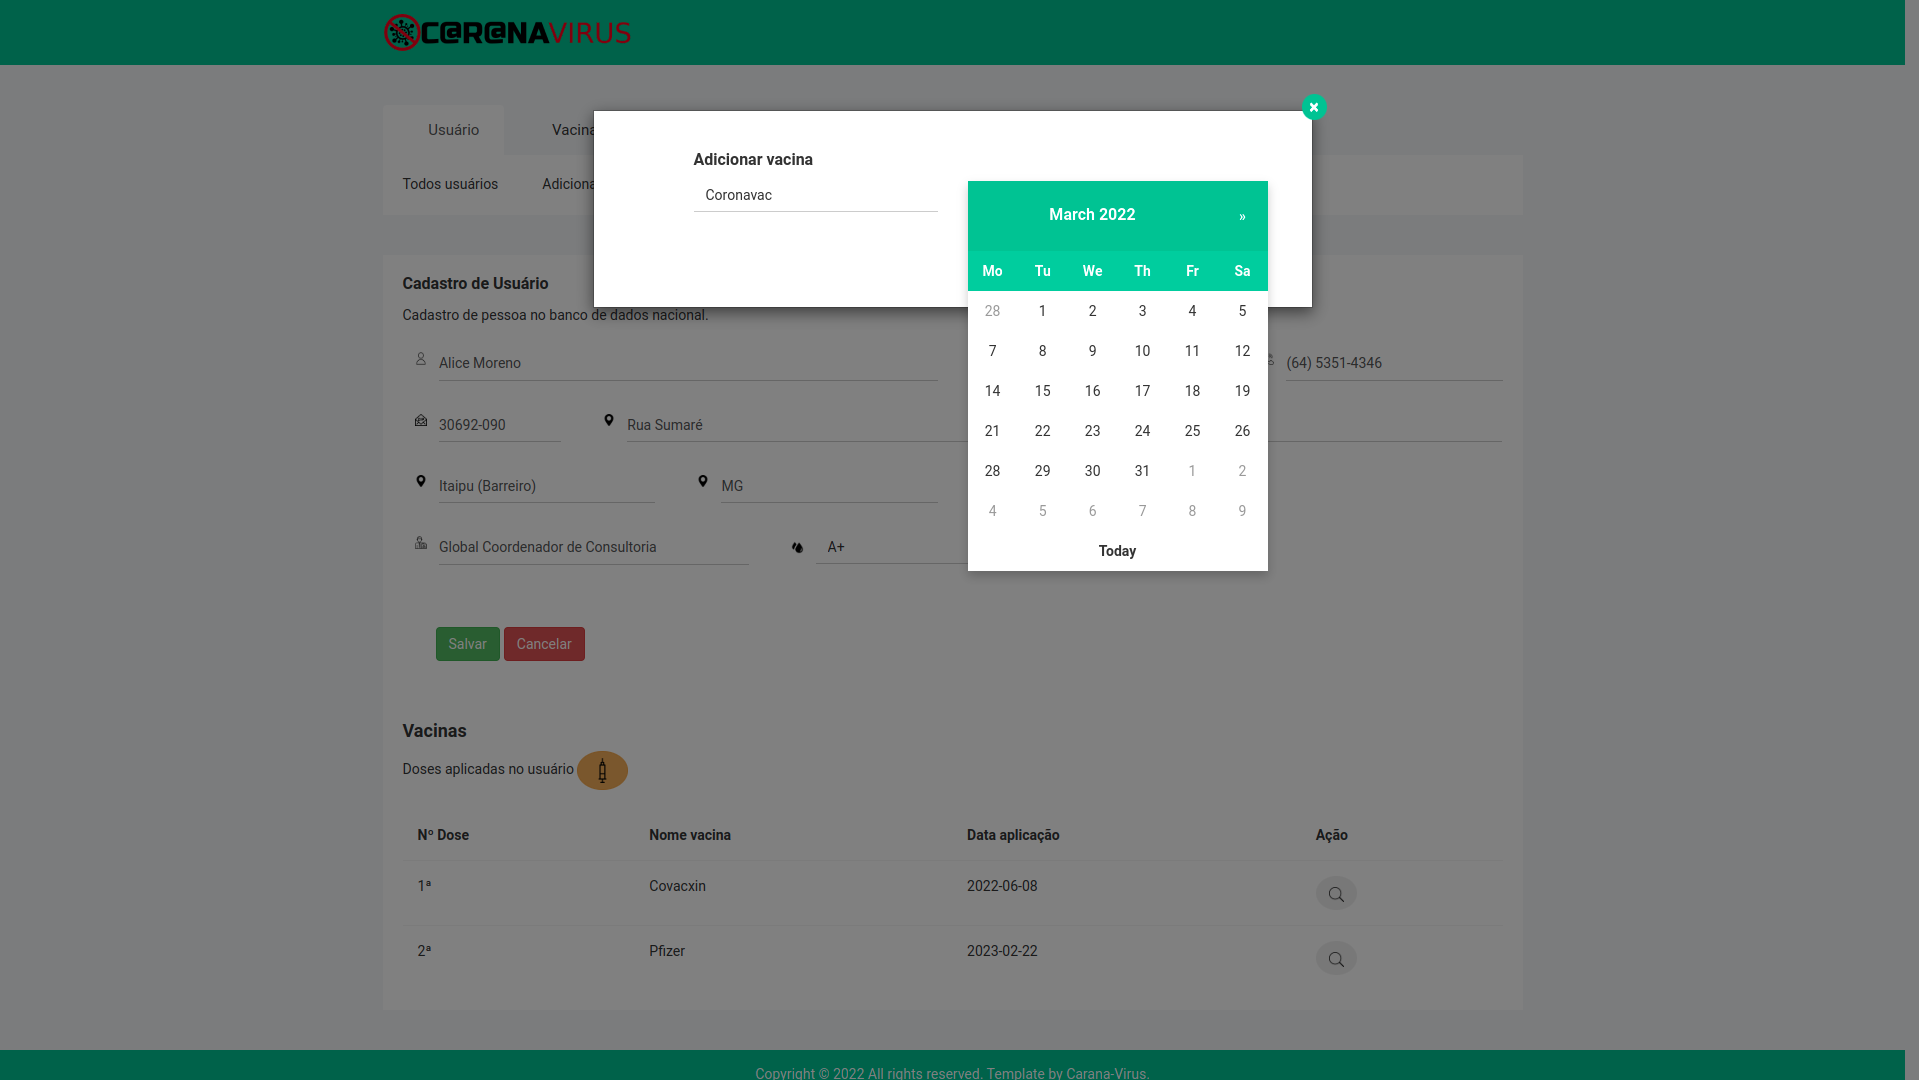 C@R@NAVIRUS
Usuário Vacina
Todos usuários Adiciona
Adicionar vacina
Coronavac
March 2022 »
Mo Tu We Th Fr Sa
28 1 2 3 4 5
7 8 9 10 11 12
14 15 16 17 18 19
21 22 23 24 25 26
28 29 30 31 1 2
4 5 6 7 8 9
Today
Cadastro de Usuário
Cadastro de pessoa no banco de dados nacional.
Alice Moreno (64) 5351-4346
30692-090 Rua Sumaré
Itaipu (Barreiro) MG
Global Coordenador de Consultoria A+
Salvar Cancelar
Vacinas
Doses aplicadas no usuário
Nº Dose Nome vacina Data aplicação Ação
1ª Covacxin 2022-06-08
2ª Pfizer 2023-02-22
Copyright © 2022 All rights reserved. Template by Carana-Virus.